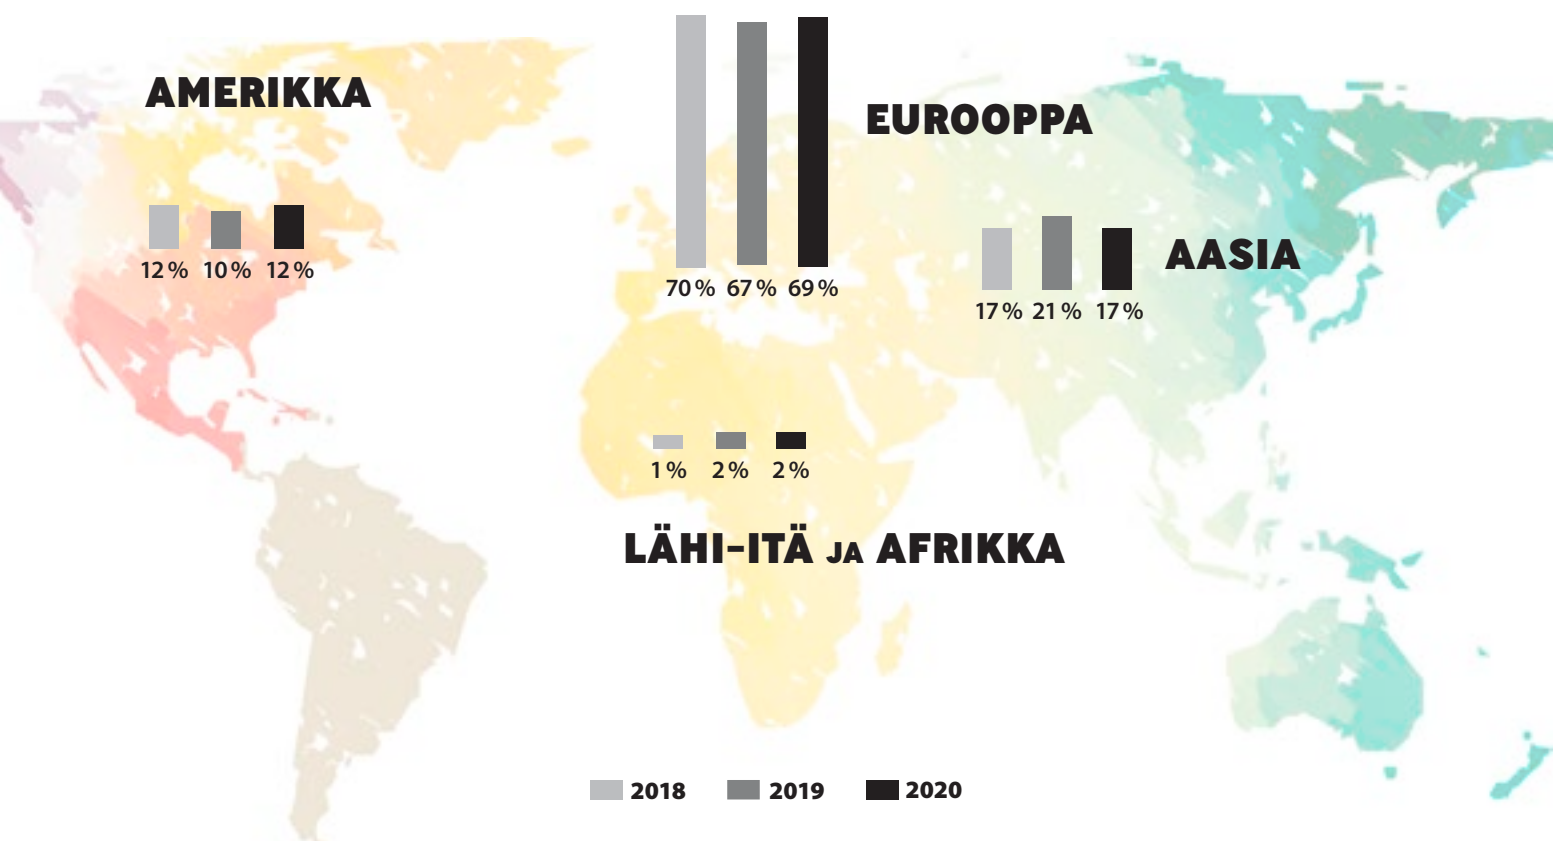 AMERIKKA
12 % 10 % 12 %
EUROOPPA
70 % 67 % 69 %
AASIA
17 % 21 % 17 %
1 % 2 % 2 %
LÄHI-ITÄ JA AFRIKKA
2018 2019 2020